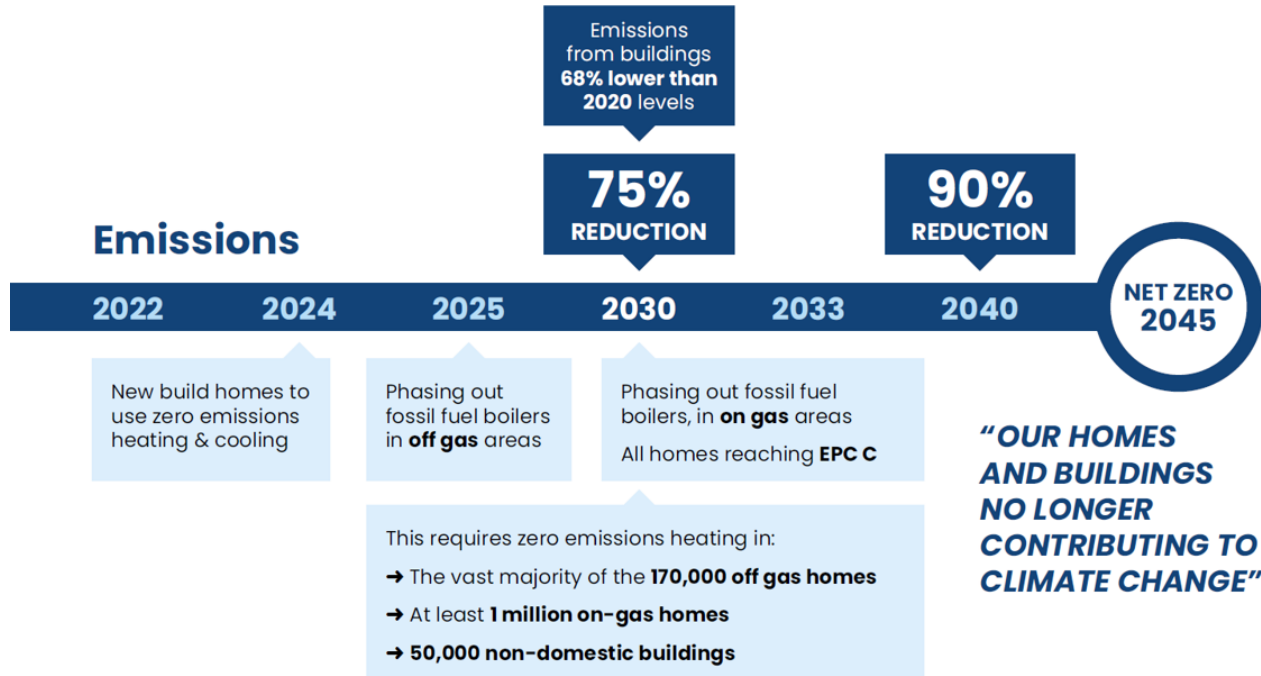 Emissions
from buildings
68% lower than
2020 levels
75%
REDUCTION
90%
REDUCTION
Emissions
2022
2024
2025
2030
2033
2040
NET ZERO
2045
New build homes to
use zero emissions
heating & cooling
Phasing out
fossil fuel boilers
in off gas areas
Phasing out fossil fuel
boilers, in on gas areas
All homes reaching EPC C
This requires zero emissions heating in:
➜ The vast majority of the 170,000 off gas homes
➜ At least 1 million on-gas homes
➜ 50,000 non-domestic buildings
“OUR HOMES
AND BUILDINGS
NO LONGER
CONTRIBUTING TO
CLIMATE CHANGE”